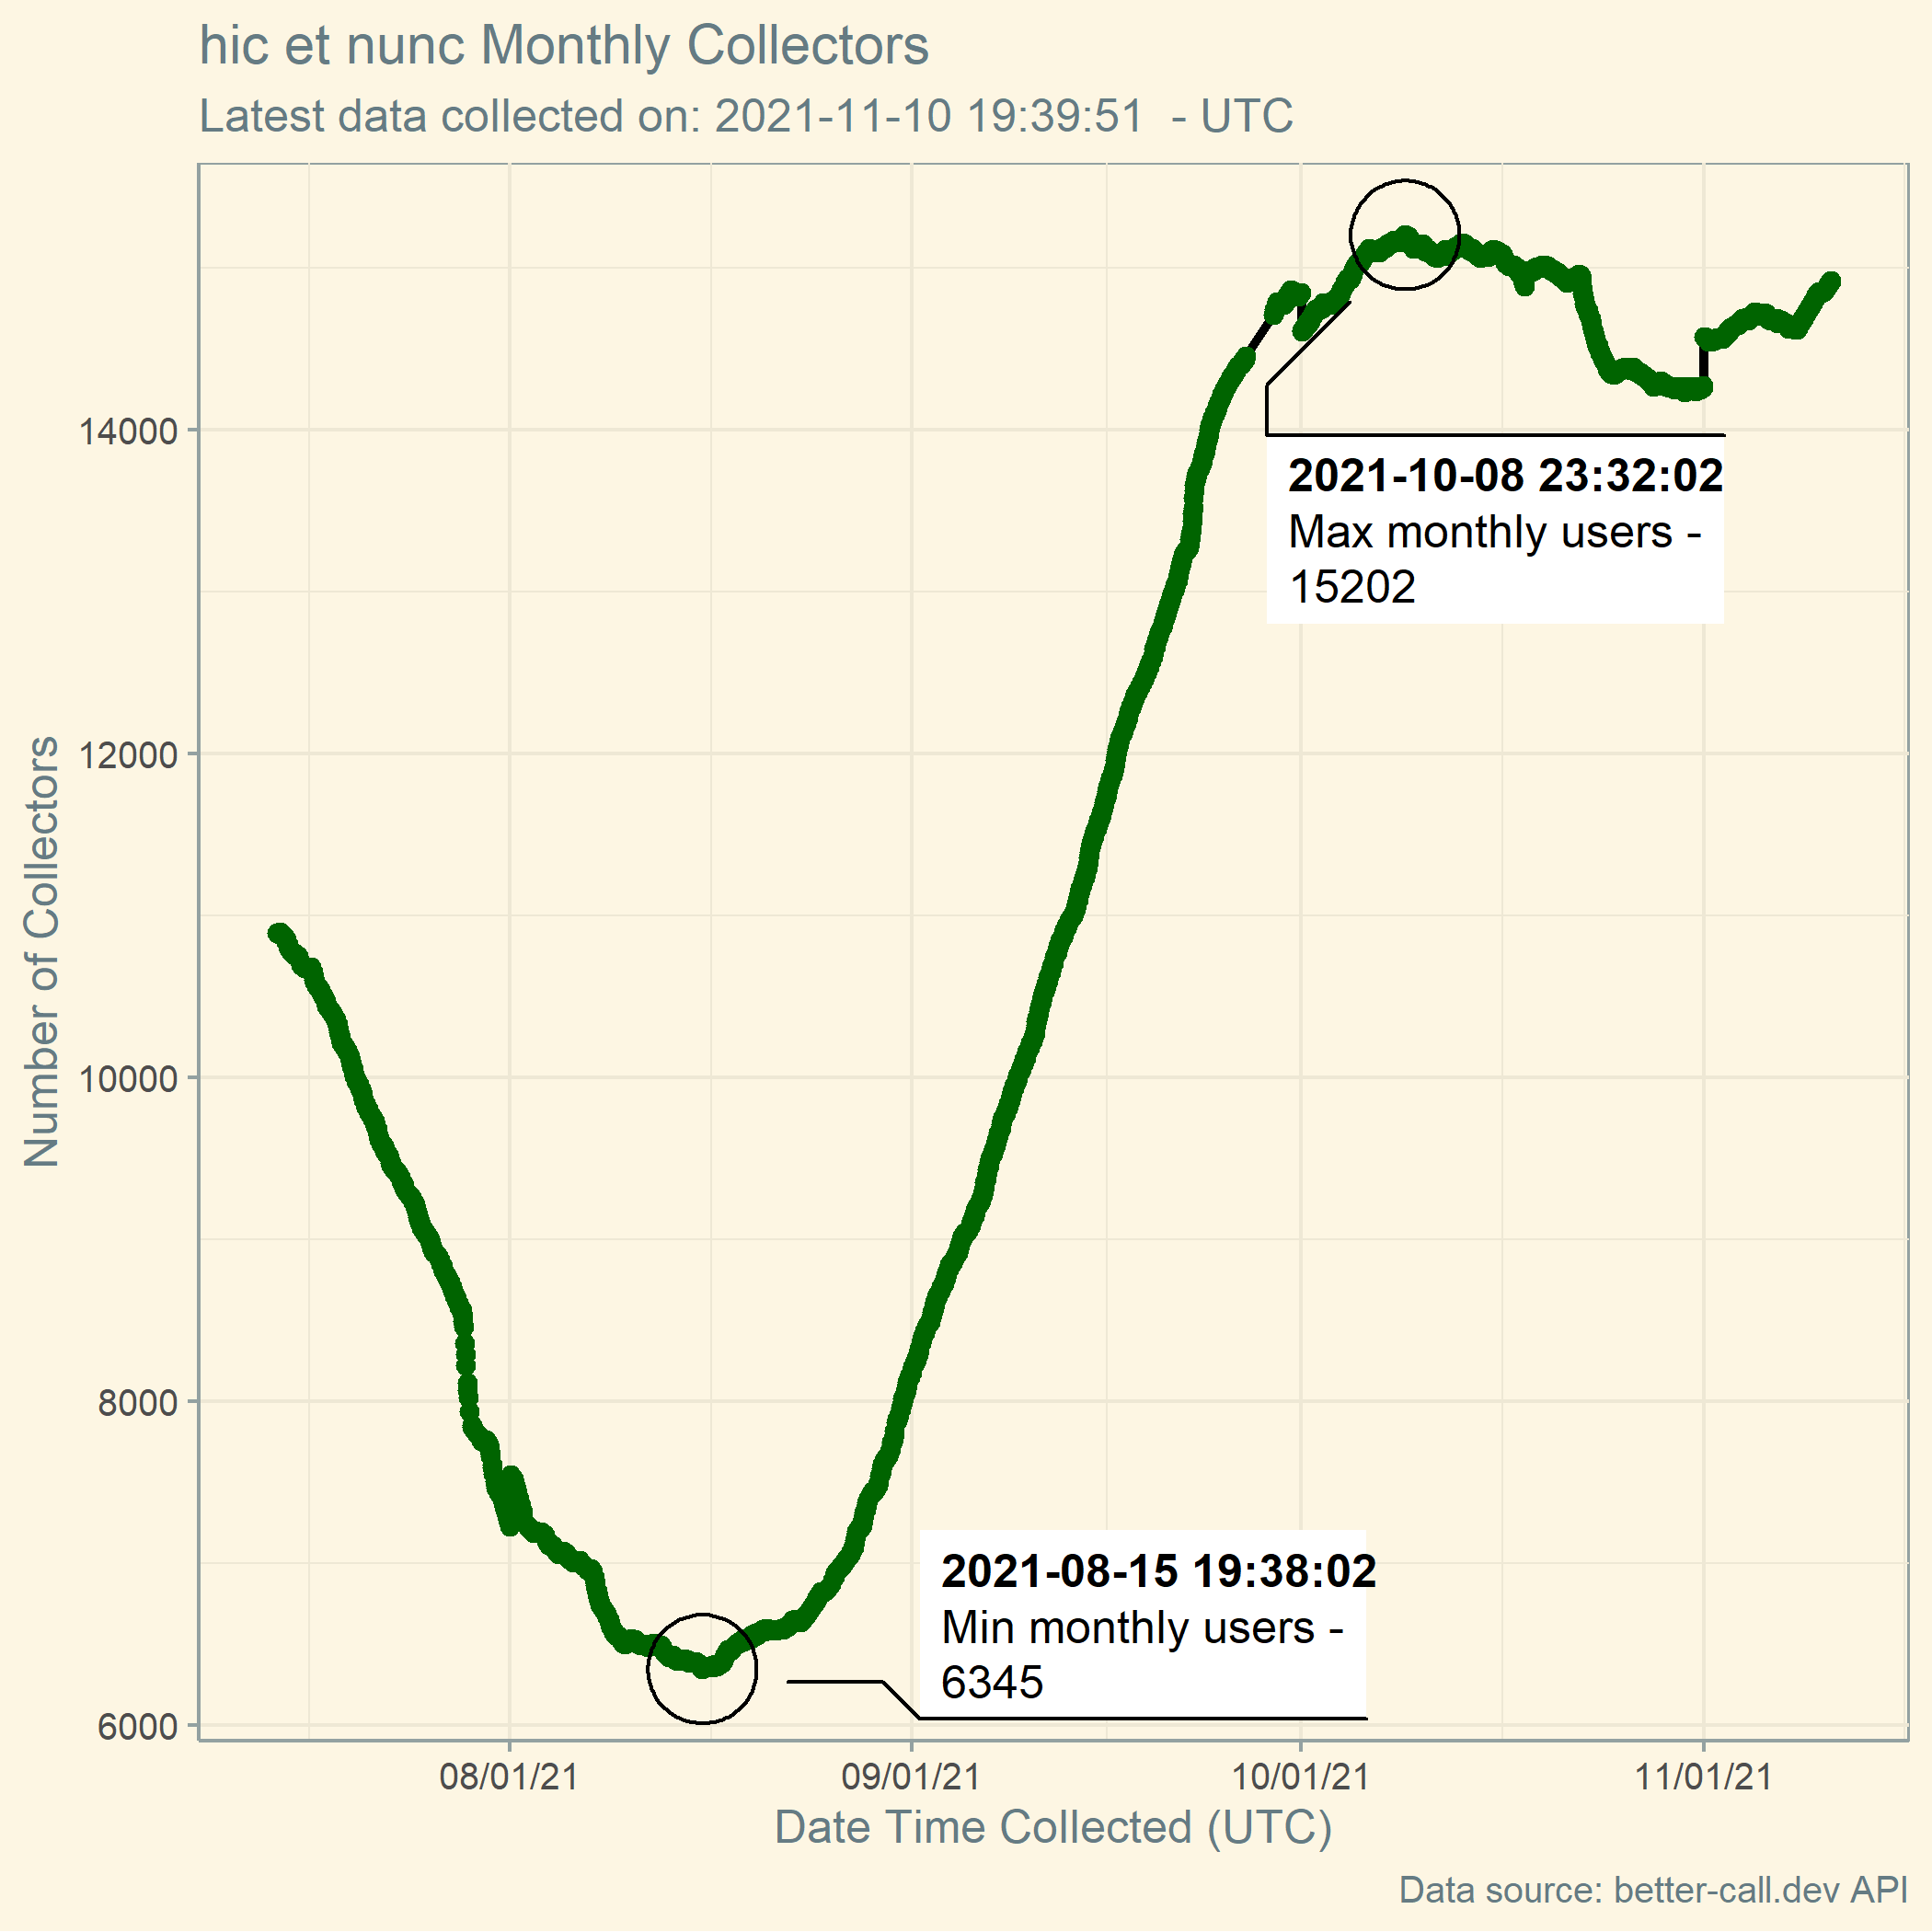 hic et nunc Monthly Collectors
Latest data collected on: 2021-11-10 19:39:51  - UTC
Number of Collectors
14000
12000
10000
8000
6000
2021-10-08 23:32:02
Max monthly users -
15202
2021-08-15 19:38:02
Min monthly users -
6345
08/01/21 09/01/21 10/01/21 11/01/21
Date Time Collected (UTC)
Data source: better-call.dev API